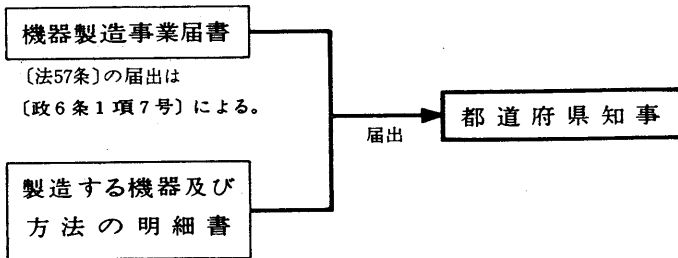 機器製造事業届書
〔法57条〕の届出は
〔政6条1項7号〕による。
届出
都道府県知事
製造する機器及び
方法の明細書